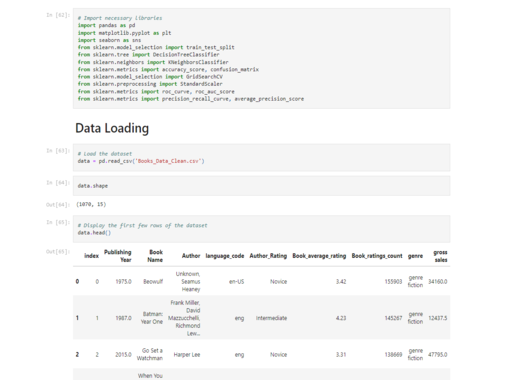 In [62]:
# Import necessary libraries
import pandas as pd
import matplotlib.pyplot as plt
import seaborn as sns
from sklearn.model_selection import train_test_split
from sklearn.tree import DecisionTreeClassifier
from sklearn.neighbors import KNeighborsClassifier
from sklearn.metrics import accuracy_score, confusion_matrix
from sklearn.model_selection import GridSearchCV
from sklearn.preprocessing import StandardScaler
from sklearn.metrics import roc_curve, roc_auc_score
from sklearn.metrics import precision_recall_curve, average_precision_score
Data Loading
In [63]:
# Load the dataset
data = pd.read_csv('Books_Data_Clean.csv')
In [64]: data.shape
Out[64]: (1070, 15)
In [65]:
# Display the first few rows of the dataset
data.head()
Out[65]:
index Publishing Year Book Name Author language_code Author_Rating Book_average_rating Book_ratings_count genre gross sales
0 0 1975.0 Beowulf Unknown, Seamus Heaney en-US Novice 3.42 155903 genre fiction 34160.0
1 1 1987.0 Batman: Year One Frank Miller, David Mazzucchelli, Richmond Lew... eng Intermediate 4.23 145267 genre fiction 12437.5
2 2 2015.0 Go Set a Watchman Harper Lee eng Novice 3.31 138669 genre fiction 47795.0
When You